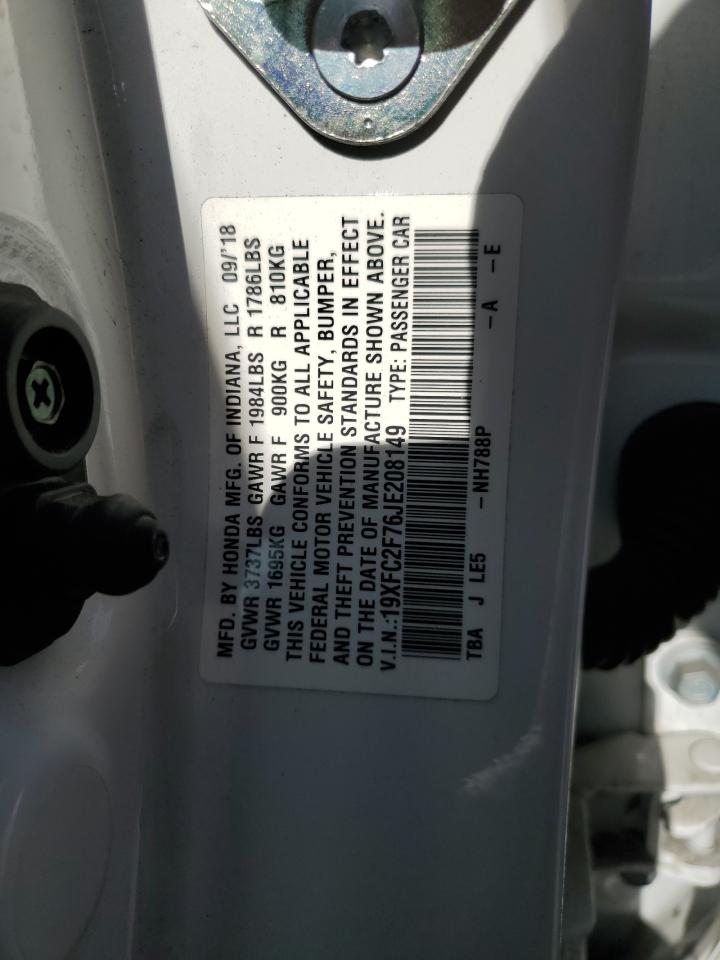 MFD. BY HONDA MFG. OF INDIANA, LLC 09/'18
GVWR 3737LBS GAWR F 1984LBS R 1786LBS
GVWR 1695KG GAWR F 900KG R 810KG
THIS VEHICLE CONFORMS TO ALL APPLICABLE
FEDERAL MOTOR VEHICLE SAFETY, BUMPER,
AND THEFT PREVENTION STANDARDS IN EFFECT
ON THE DATE OF MANUFACTURE SHOWN ABOVE.
V.I.N.:19XFC2F76JE208149 TYPE: PASSENGER CAR
TBA J LE5 -NH788P -A -E